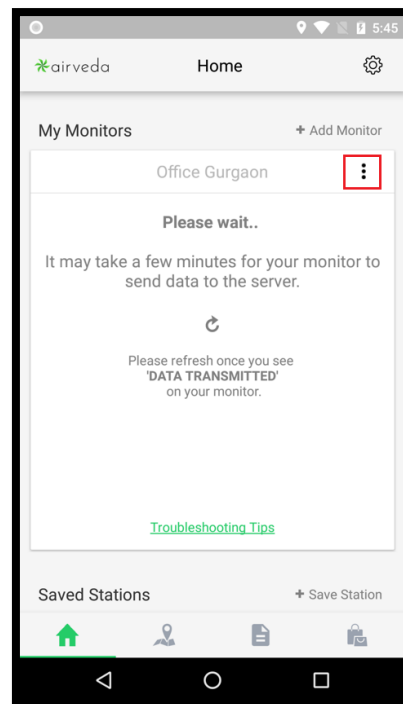 5:45
airveda
Home
My Monitors
+ Add Monitor
Office Gurgaon
Please wait..
It may take a few minutes for your monitor to
send data to the server.
Please refresh once you see
'DATA TRANSMITTED'
on your monitor.
Troubleshooting Tips
Saved Stations
+ Save Station